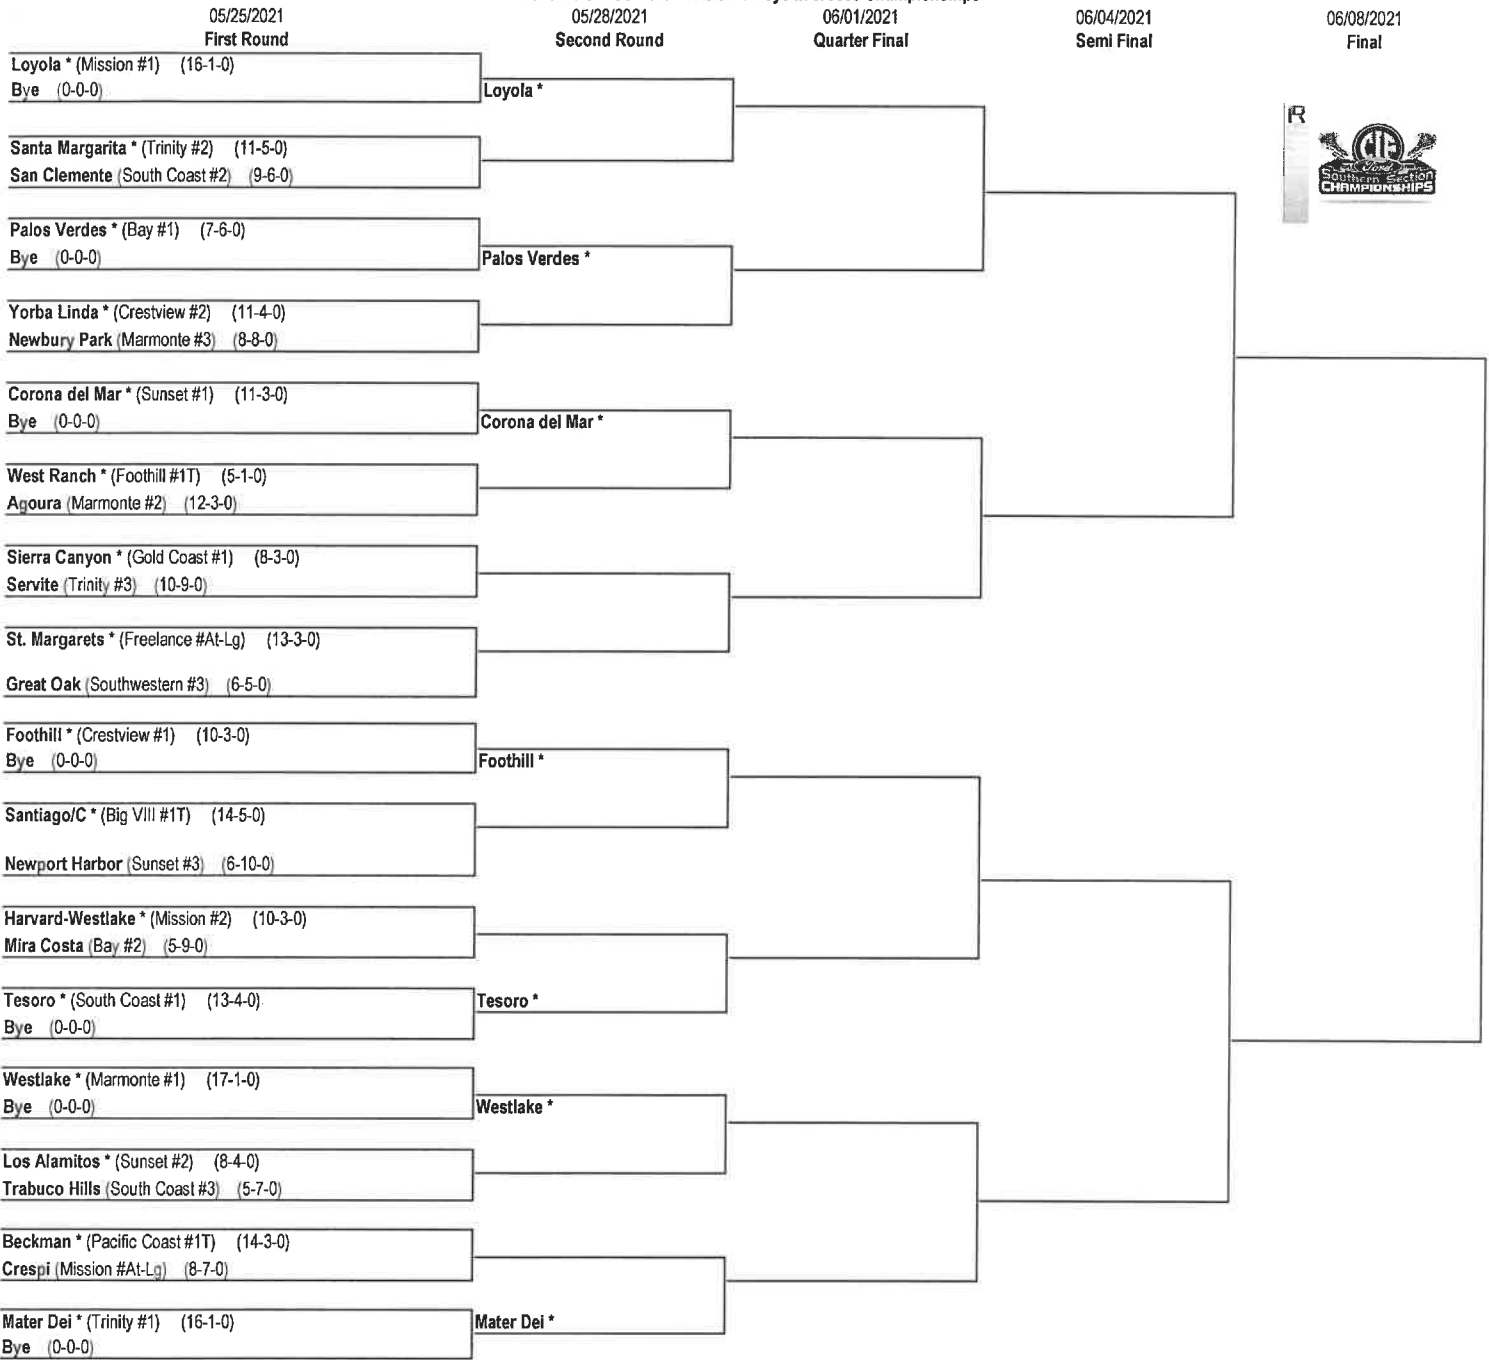 05/25/2021 05/28/2021 06/01/2021 06/04/2021 06/08/2021
First Round Second Round Quarter Final Semi Final Final
Loyola * (Mission #1) (16-1-0)
Bye (0-0-0)
Loyola *
Santa Margarita * (Trinity #2) (11-5-0)
San Clemente (South Coast #2) (9-6-0)
Palos Verdes * (Bay #1) (7-6-0)
Bye (0-0-0)
Palos Verdes *
Yorba Linda * (Crestview #2) (11-4-0)
Newbury Park (Marmonte #3) (8-8-0)
Corona del Mar * (Sunset #1) (11-3-0)
Bye (0-0-0)
Corona del Mar *
West Ranch * (Foothill #1T) (5-1-0)
Agoura (Marmonte #2) (12-3-0)
Sierra Canyon * (Gold Coast #1) (8-3-0)
Servite (Trinity #3) (10-9-0)
St. Margarets * (Freelance #At-Lg) (13-3-0)
Great Oak (Southwestern #3) (6-5-0)
Foothill * (Crestview #1) (10-3-0)
Bye (0-0-0)
Foothill *
Santiago/C * (Big VIII #1T) (14-5-0)
Newport Harbor (Sunset #3) (6-10-0)
Harvard-Westlake * (Mission #2) (10-3-0)
Mira Costa (Bay #2) (5-9-0)
Tesoro * (South Coast #1) (13-4-0)
Bye (0-0-0)
Tesoro *
Westlake * (Marmonte #1) (17-1-0)
Bye (0-0-0)
Westlake *
Los Alamitos * (Sunset #2) (8-4-0)
Trabuco Hills (South Coast #3) (5-7-0)
Beckman * (Pacific Coast #1T) (14-3-0)
Crespi (Mission #At-Lg) (8-7-0)
Mater Dei * (Trinity #1) (16-1-0)
Bye (0-0-0)
Mater Dei *
R
CIF
Ford
Southern Section
CHAMPIONSHIPS